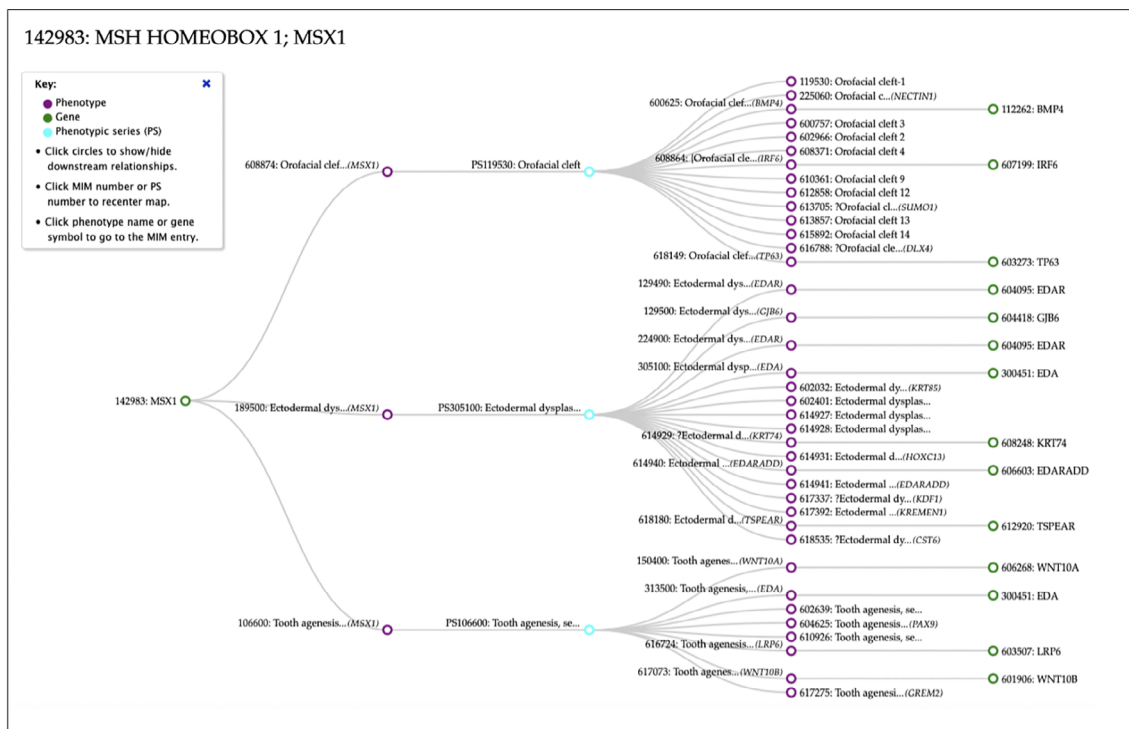 142983: MSH HOMEOBOX 1; MSX1
Key:
Phenotype
Gene
Phenotypic series (PS)
• Click circles to show/hide
downstream relationships.
• Click MIM number or PS
number to recenter map.
• Click phenotype name or gene
symbol to go to the MIM entry.
142983: MSX1
608874: Orofacial clef...(MSX1)
PS119530: Orofacial cleft
119530: Orofacial cleft-1
225060: Orofacial c...(NECTIN1)
600625: Orofacial clef...(BMP4)
112262: BMP4
600757: Orofacial cleft 3
602966: Orofacial cleft 2
608371: Orofacial cleft 4
608864: |Orofacial cle...(IRF6)
607199: IRF6
610361: Orofacial cleft 9
612858: Orofacial cleft 12
613705: ?Orofacial cl...(SUMO1)
613857: Orofacial cleft 13
615892: Orofacial cleft 14
616788: ?Orofacial cle...(DLX4)
618149: Orofacial clef...(TP63)
603273: TP63
189500: Ectodermal dys...(MSX1)
PS305100: Ectodermal dysplas...
129490: Ectodermal dys...(EDAR)
604095: EDAR
129500: Ectodermal dys...(GJB6)
604418: GJB6
224900: Ectodermal dys...(EDAR)
604095: EDAR
305100: Ectodermal dysp...(EDA)
300451: EDA
602032: Ectodermal dy...(KRT85)
602401: Ectodermal dysplas...
614927: Ectodermal dysplas...
614928: Ectodermal dysplas...
614929: ?Ectodermal d...(KRT74)
608248: KRT74
614931: Ectodermal d...(HOXC13)
614940: Ectodermal ...(EDARADD)
606603: EDARADD
614941: Ectodermal ...(EDARADD)
617337: ?Ectodermal dy...(KDF1)
617392: Ectodermal ...(KREMEN1)
618180: Ectodermal d...(TSPEAR)
612920: TSPEAR
618535: ?Ectodermal dy...(CST6)
106600: Tooth agenesis...(MSX1)
PS106600: Tooth agenesis, se...
150400: Tooth agenes...(WNT10A)
606268: WNT10A
313500: Tooth agenesis,...(EDA)
300451: EDA
602639: Tooth agenesis, se...
604625: Tooth agenesis...(PAX9)
610926: Tooth agenesis, se...
616724: Tooth agenesis...(LRP6)
603507: LRP6
617073: Tooth agenes...(WNT10B)
601906: WNT10B
617275: Tooth agenesi...(GREM2)